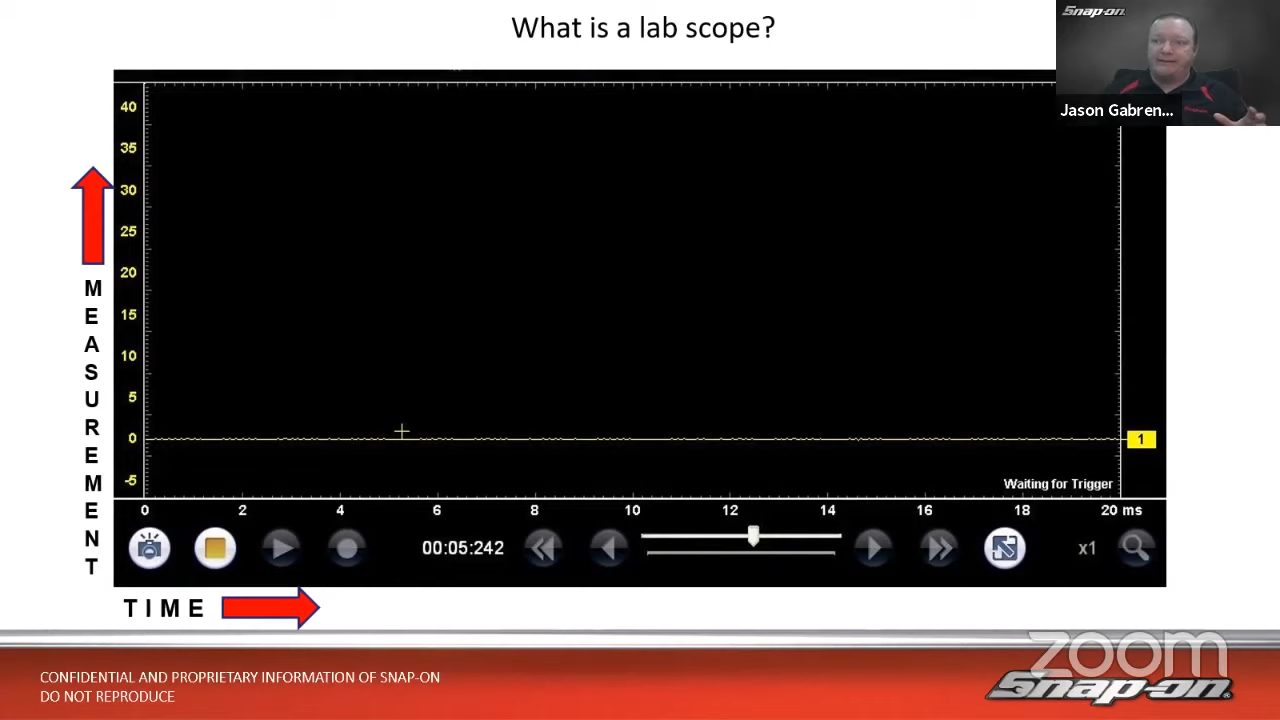 What is a lab scope?
Snap-on
Jason Gabren...
40
35
30
25
20
15
10
5
0
-5
1
Waiting for Trigger
0 2 4 6 8 10 12 14 16 18 20 ms
MEASUREMENT
00:05:242
x1
TIME
CONFIDENTIAL AND PROPRIETARY INFORMATION OF SNAP-ON
DO NOT REPRODUCE
zoom
Snap-on